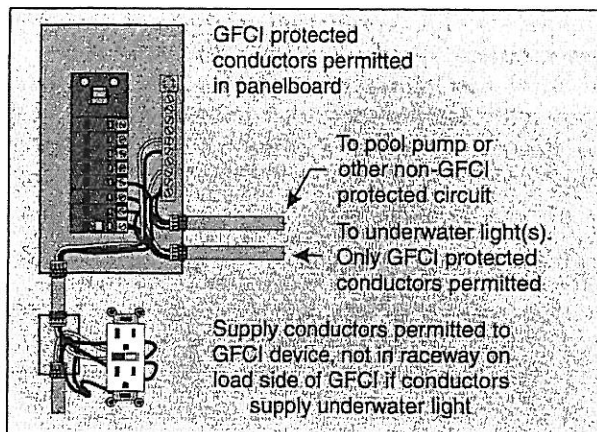 GFCI protected
conductors permitted
in panelboard
To pool pump or
other non-GFCI
protected circuit
To underwater light(s).
Only GFCI protected
conductors permitted
Supply conductors permitted to
GFCI device, not in raceway on
load side of GFCI if conductors
supply underwater light